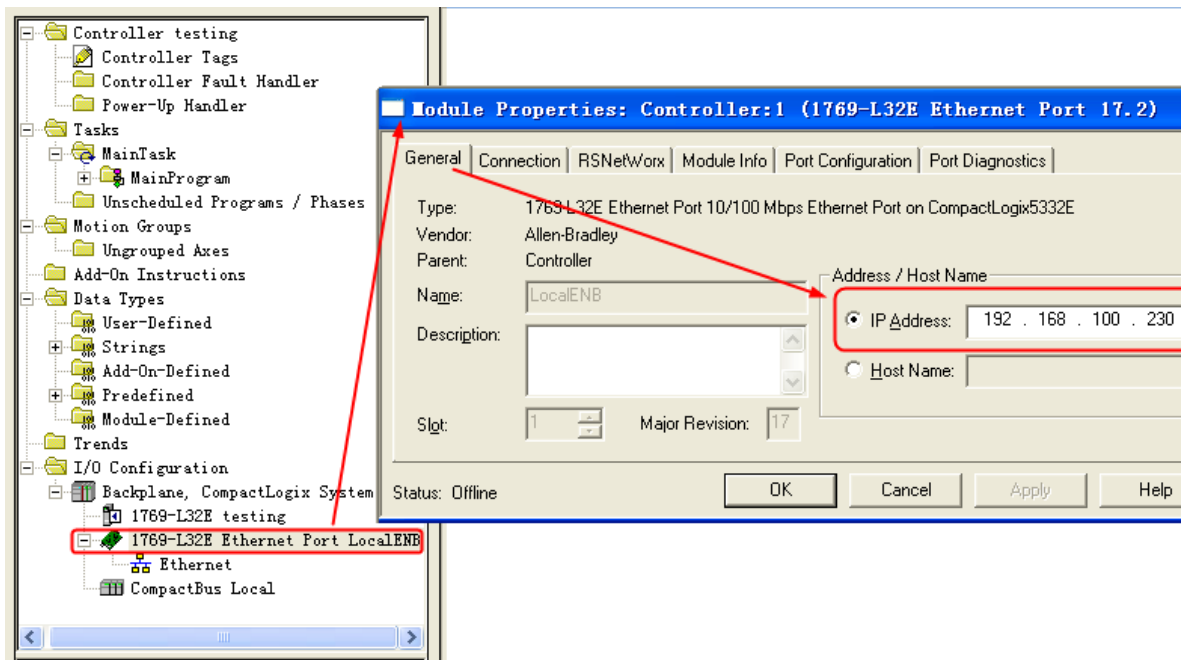 Controller testing
Controller Tags
Controller Fault Handler
Power-Up Handler
Tasks
MainTask
MainProgram
Unscheduled Programs / Phases
Motion Groups
Ungrouped Axes
Add-On Instructions
Data Types
User-Defined
Strings
Add-On-Defined
Predefined
Module-Defined
Trends
I/O Configuration
Backplane, CompactLogix System
1769-L32E testing
1769-L32E Ethernet Port LocalENB
Ethernet
CompactBus Local
Module Properties: Controller:1 (1769-L32E Ethernet Port 17.2)
General Connection RSNetWorx Module Info Port Configuration Port Diagnostics
Type: 1769-L32E Ethernet Port 10/100 Mbps Ethernet Port on CompactLogix5332E
Vendor: Allen-Bradley
Parent: Controller
Name: LocalENB
Description:
Slot: 1 Major Revision: 17
Address / Host Name
IP Address: 192 . 168 . 100 . 230
Host Name:
Status: Offline OK Cancel Apply Help